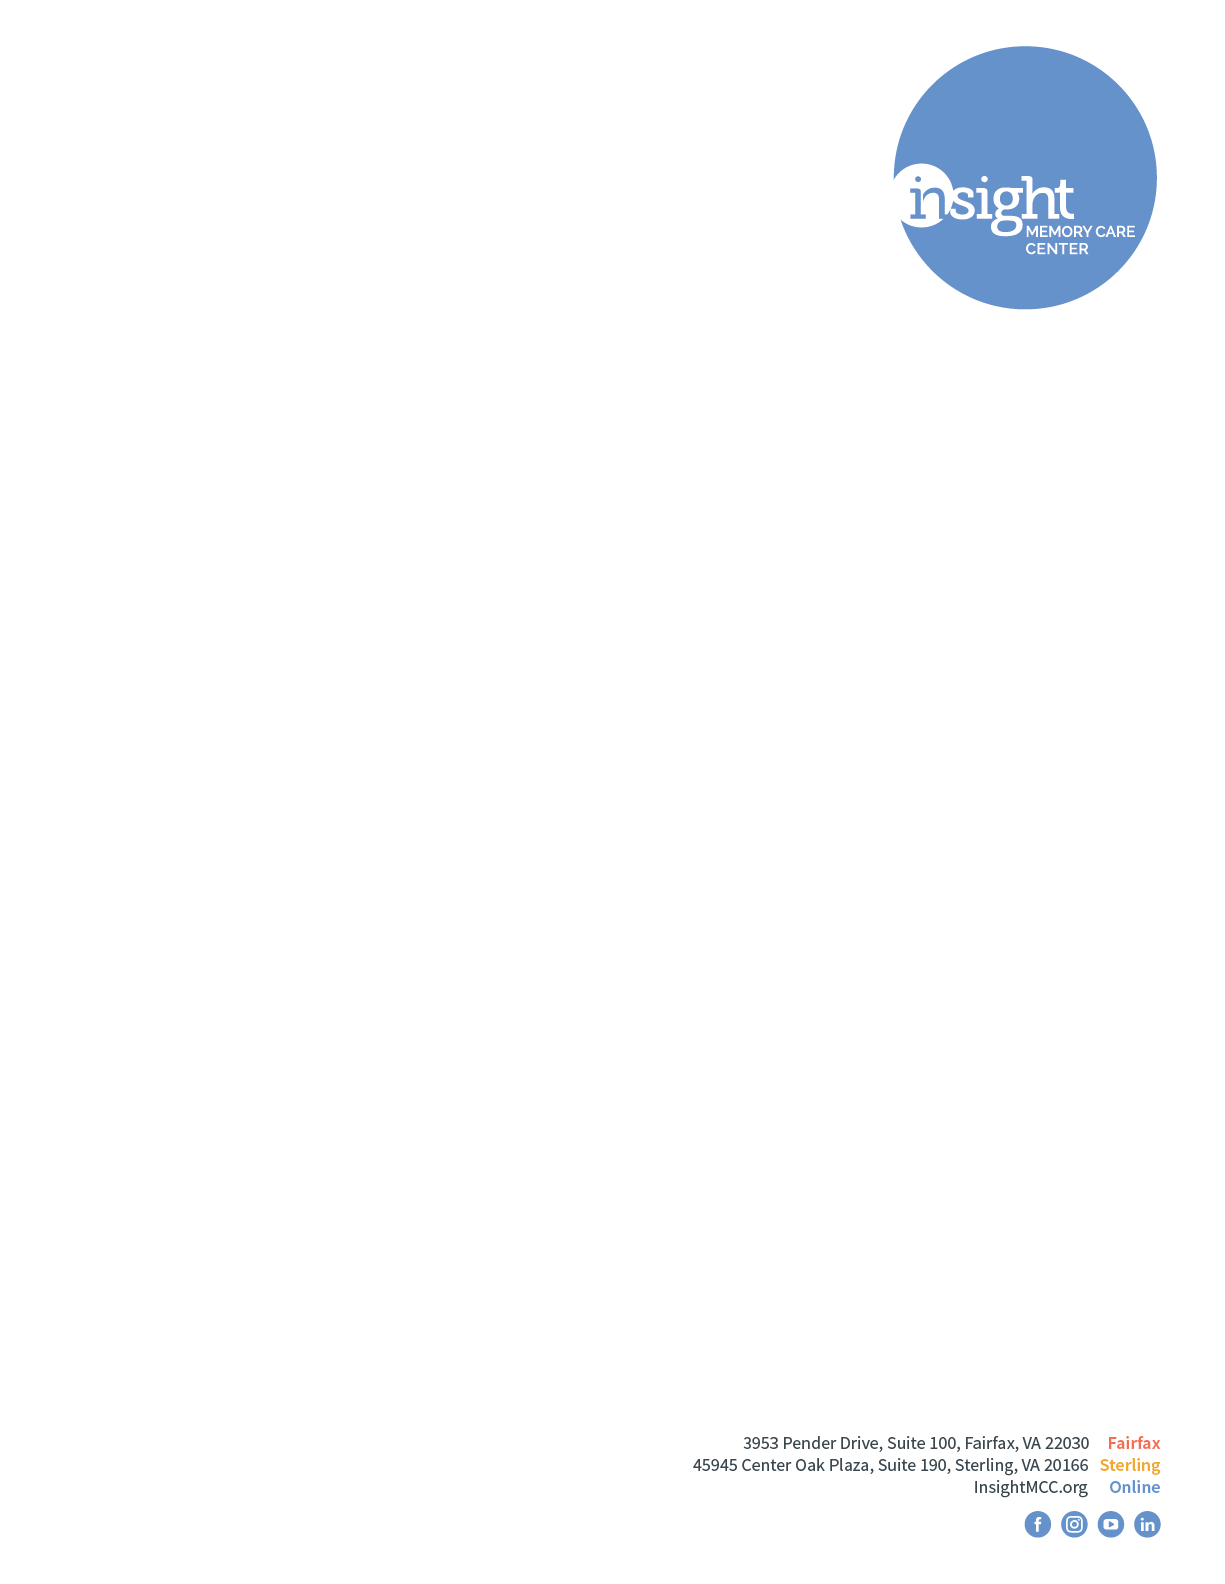 insight
MEMORY CARE
CENTER
3953 Pender Drive, Suite 100, Fairfax, VA 22030 Fairfax
45945 Center Oak Plaza, Suite 190, Sterling, VA 20166 Sterling
InsightMCC.org Online